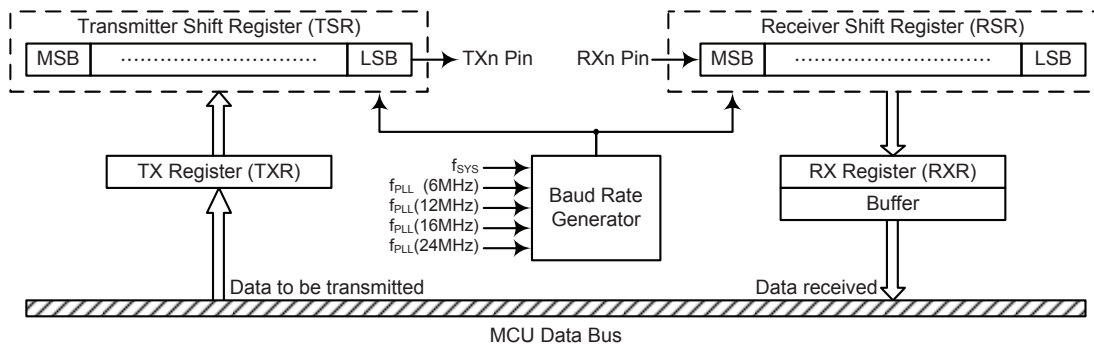 Transmitter Shift Register (TSR)
MSB ................................... LSB
TXn Pin
RXn Pin
Receiver Shift Register (RSR)
MSB ................................... LSB
TX Register (TXR)
fSYS
fPLL (6MHz)
fPLL(12MHz)
fPLL(16MHz)
fPLL(24MHz)
Baud Rate
Generator
RX Register (RXR)
Buffer
Data to be transmitted
Data received
MCU Data Bus